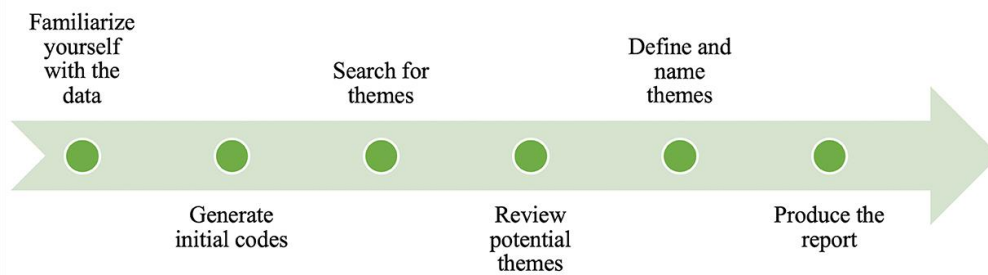 Familiarize
yourself
with the
data
Generate
initial codes
Search for
themes
Review
potential
themes
Define and
name
themes
Produce the
report